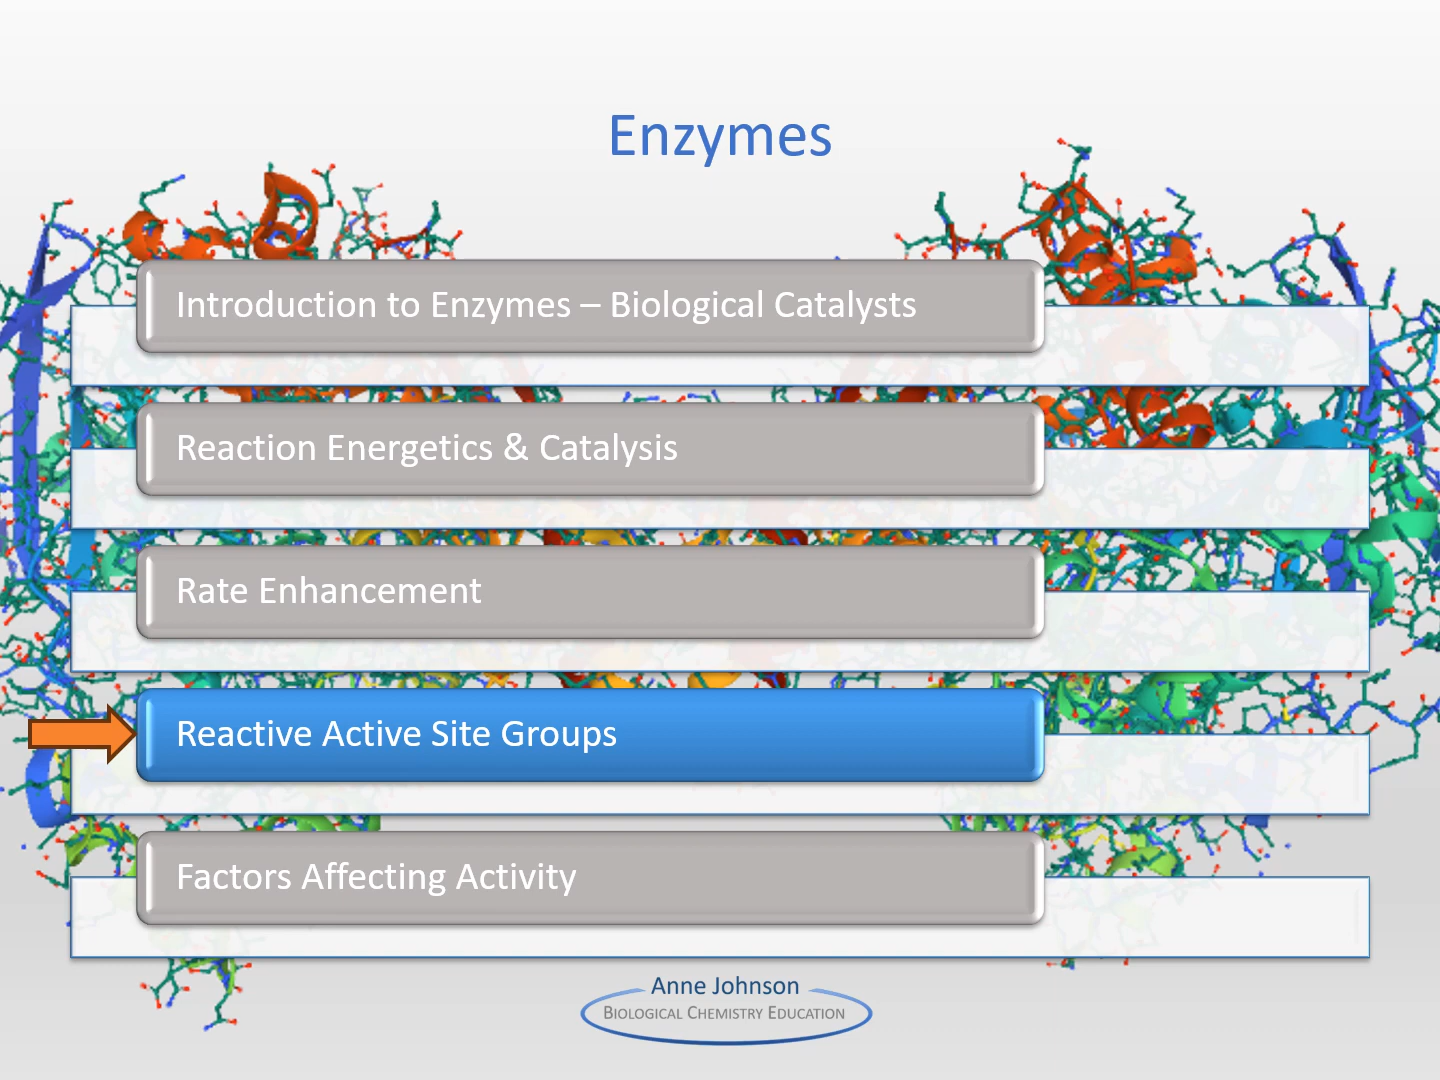 Enzymes
Introduction to Enzymes – Biological Catalysts
Reaction Energetics & Catalysis
Rate Enhancement
Reactive Active Site Groups
Factors Affecting Activity
Anne Johnson
Biological Chemistry Education